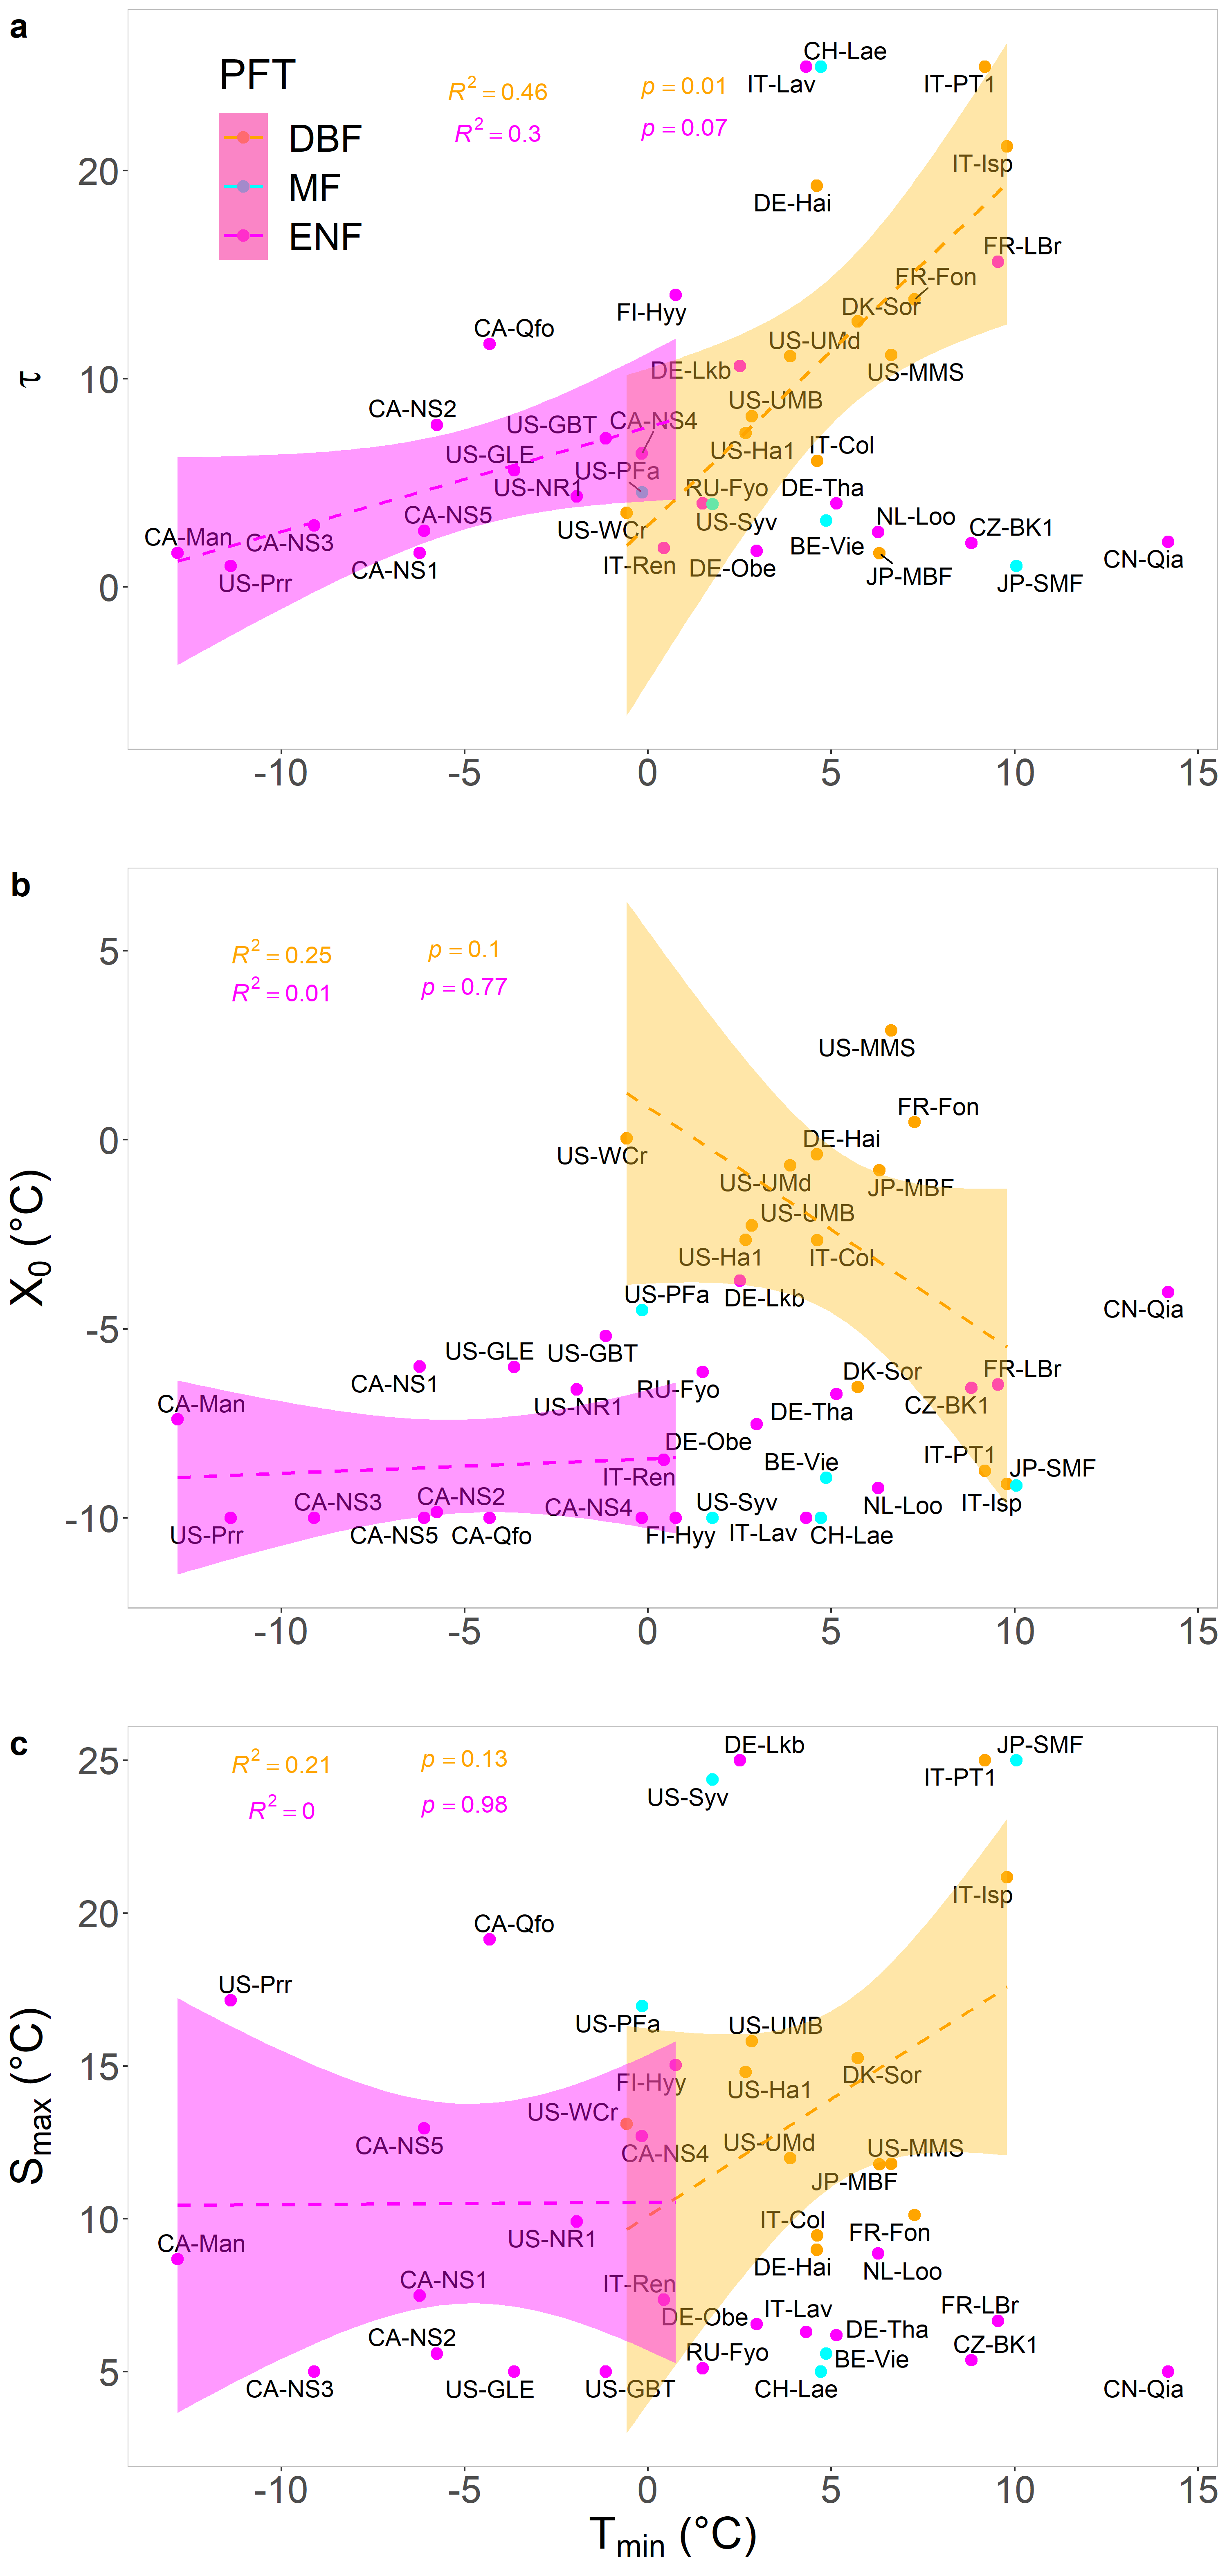 a
PFT
DBF
MF
ENF
R² = 0.46
p = 0.01
R² = 0.3
p = 0.07
CH-Lae
IT-Lav
IT-PT1
IT-Isp
DE-Hai
FR-LBr
FR-Fon
FI-Hyy
DK-Sor
CA-Qfo
US-UMd
DE-Lkb
US-MMS
CA-NS2
US-UMB
US-GBT
CA-NS4
US-GLE
US-Ha1
IT-Col
US-PFa
US-NR1
RU-Fyo
DE-Tha
CA-NS5
US-WCr
US-Syv
NL-Loo
CZ-BK1
CA-Man
CA-NS3
BE-Vie
CN-Qia
US-Prr
CA-NS1
IT-Ren
DE-Obe
JP-MBF
JP-SMF
τ
20
10
0
-10
-5
0
5
10
15
b
R² = 0.25
p = 0.1
R² = 0.01
p = 0.77
US-MMS
FR-Fon
DE-Hai
US-WCr
US-UMd
JP-MBF
US-UMB
US-Ha1
IT-Col
US-PFa
DE-Lkb
CN-Qia
US-GLE
US-GBT
CA-NS1
RU-Fyo
DK-Sor
FR-LBr
CA-Man
US-NR1
DE-Tha
CZ-BK1
DE-Obe
IT-Ren
BE-Vie
IT-PT1
JP-SMF
CA-NS3
CA-NS2
CA-NS4
US-Syv
NL-Loo
IT-Isp
US-Prr
CA-NS5
CA-Qfo
FI-Hyy
IT-Lav
CH-Lae
X₀ (°C)
5
0
-5
-10
-10
-5
0
5
10
15
c
R² = 0.21
p = 0.13
R² = 0
p = 0.98
DE-Lkb
JP-SMF
US-Syv
IT-PT1
IT-Isp
CA-Qfo
US-Prr
US-PFa
US-UMB
FI-Hyy
US-Ha1
DK-Sor
US-WCr
CA-NS5
CA-NS4
US-UMd
US-MMS
JP-MBF
CA-Man
US-NR1
IT-Col
FR-Fon
DE-Hai
NL-Loo
CA-NS1
IT-Ren
DE-Obe
IT-Lav
FR-LBr
CA-NS2
RU-Fyo
DE-Tha
BE-Vie
CZ-BK1
CA-NS3
US-GLE
US-GBT
CH-Lae
CN-Qia
Smax (°C)
25
20
15
10
5
-10
-5
0
5
10
15
Tmin (°C)